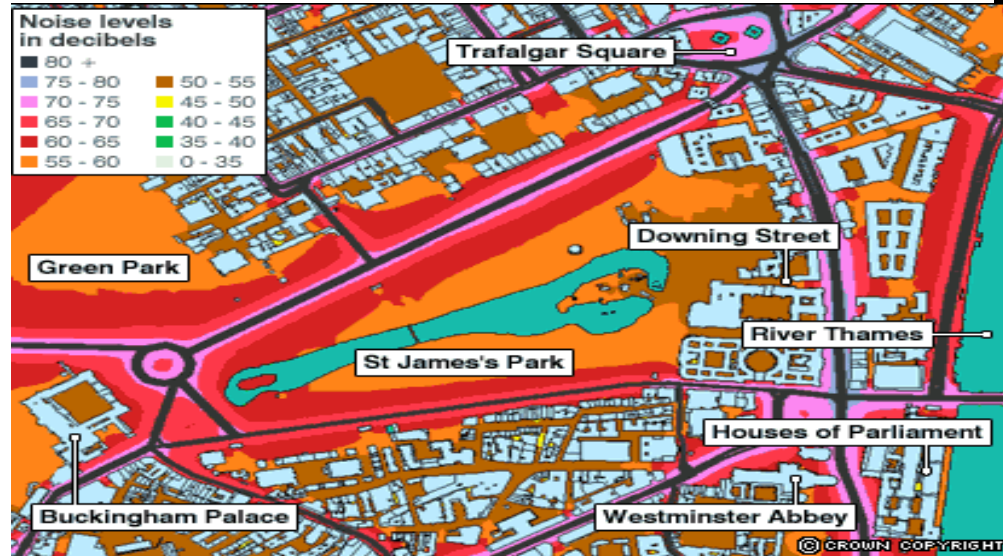 Noise levels
in decibels
80 +
75 - 80
70 - 75
65 - 70
60 - 65
55 - 60
50 - 55
45 - 50
40 - 45
35 - 40
0 - 35
Trafalgar Square
Downing Street
Green Park
River Thames
St James's Park
Houses of Parliament
Buckingham Palace
Westminster Abbey
© CROWN COPYRIGHT